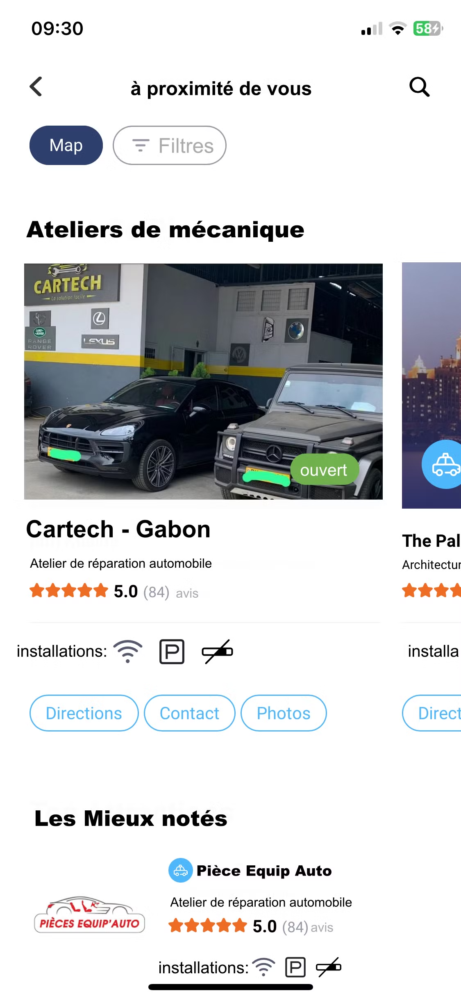 09:30
58
à proximité de vous
Map
Filtres
Ateliers de mécanique
CARTECH
La solution facile
LAND ROVER
RANGE ROVER
LEXUS
BMW
ouvert
Cartech - Gabon
Atelier de réparation automobile
5.0 (84) avis
installations: P
Directions
Contact
Photos
The Pal
Architectur
installa
Direct
Les Mieux notés
PIÈCES EQUIP'AUTO
Pièce Equip Auto
Atelier de réparation automobile
5.0 (84) avis
installations: P